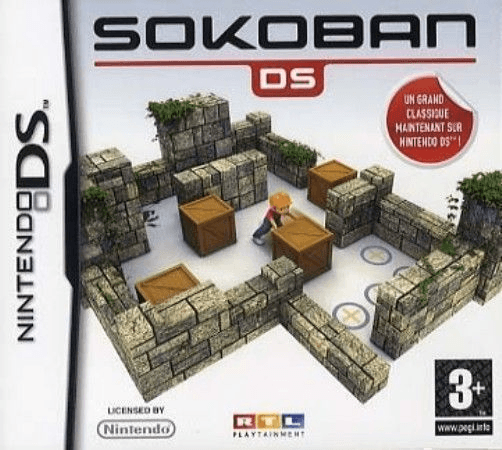 SOKOBAN
DS
UN GRAND
CLASSIQUE
MAINTENANT SUR
NINTENDO DS™ !
NINTENDO DS™
LICENSED BY
Nintendo
RTL
PLAYTAINMENT
3+
www.pegi.info